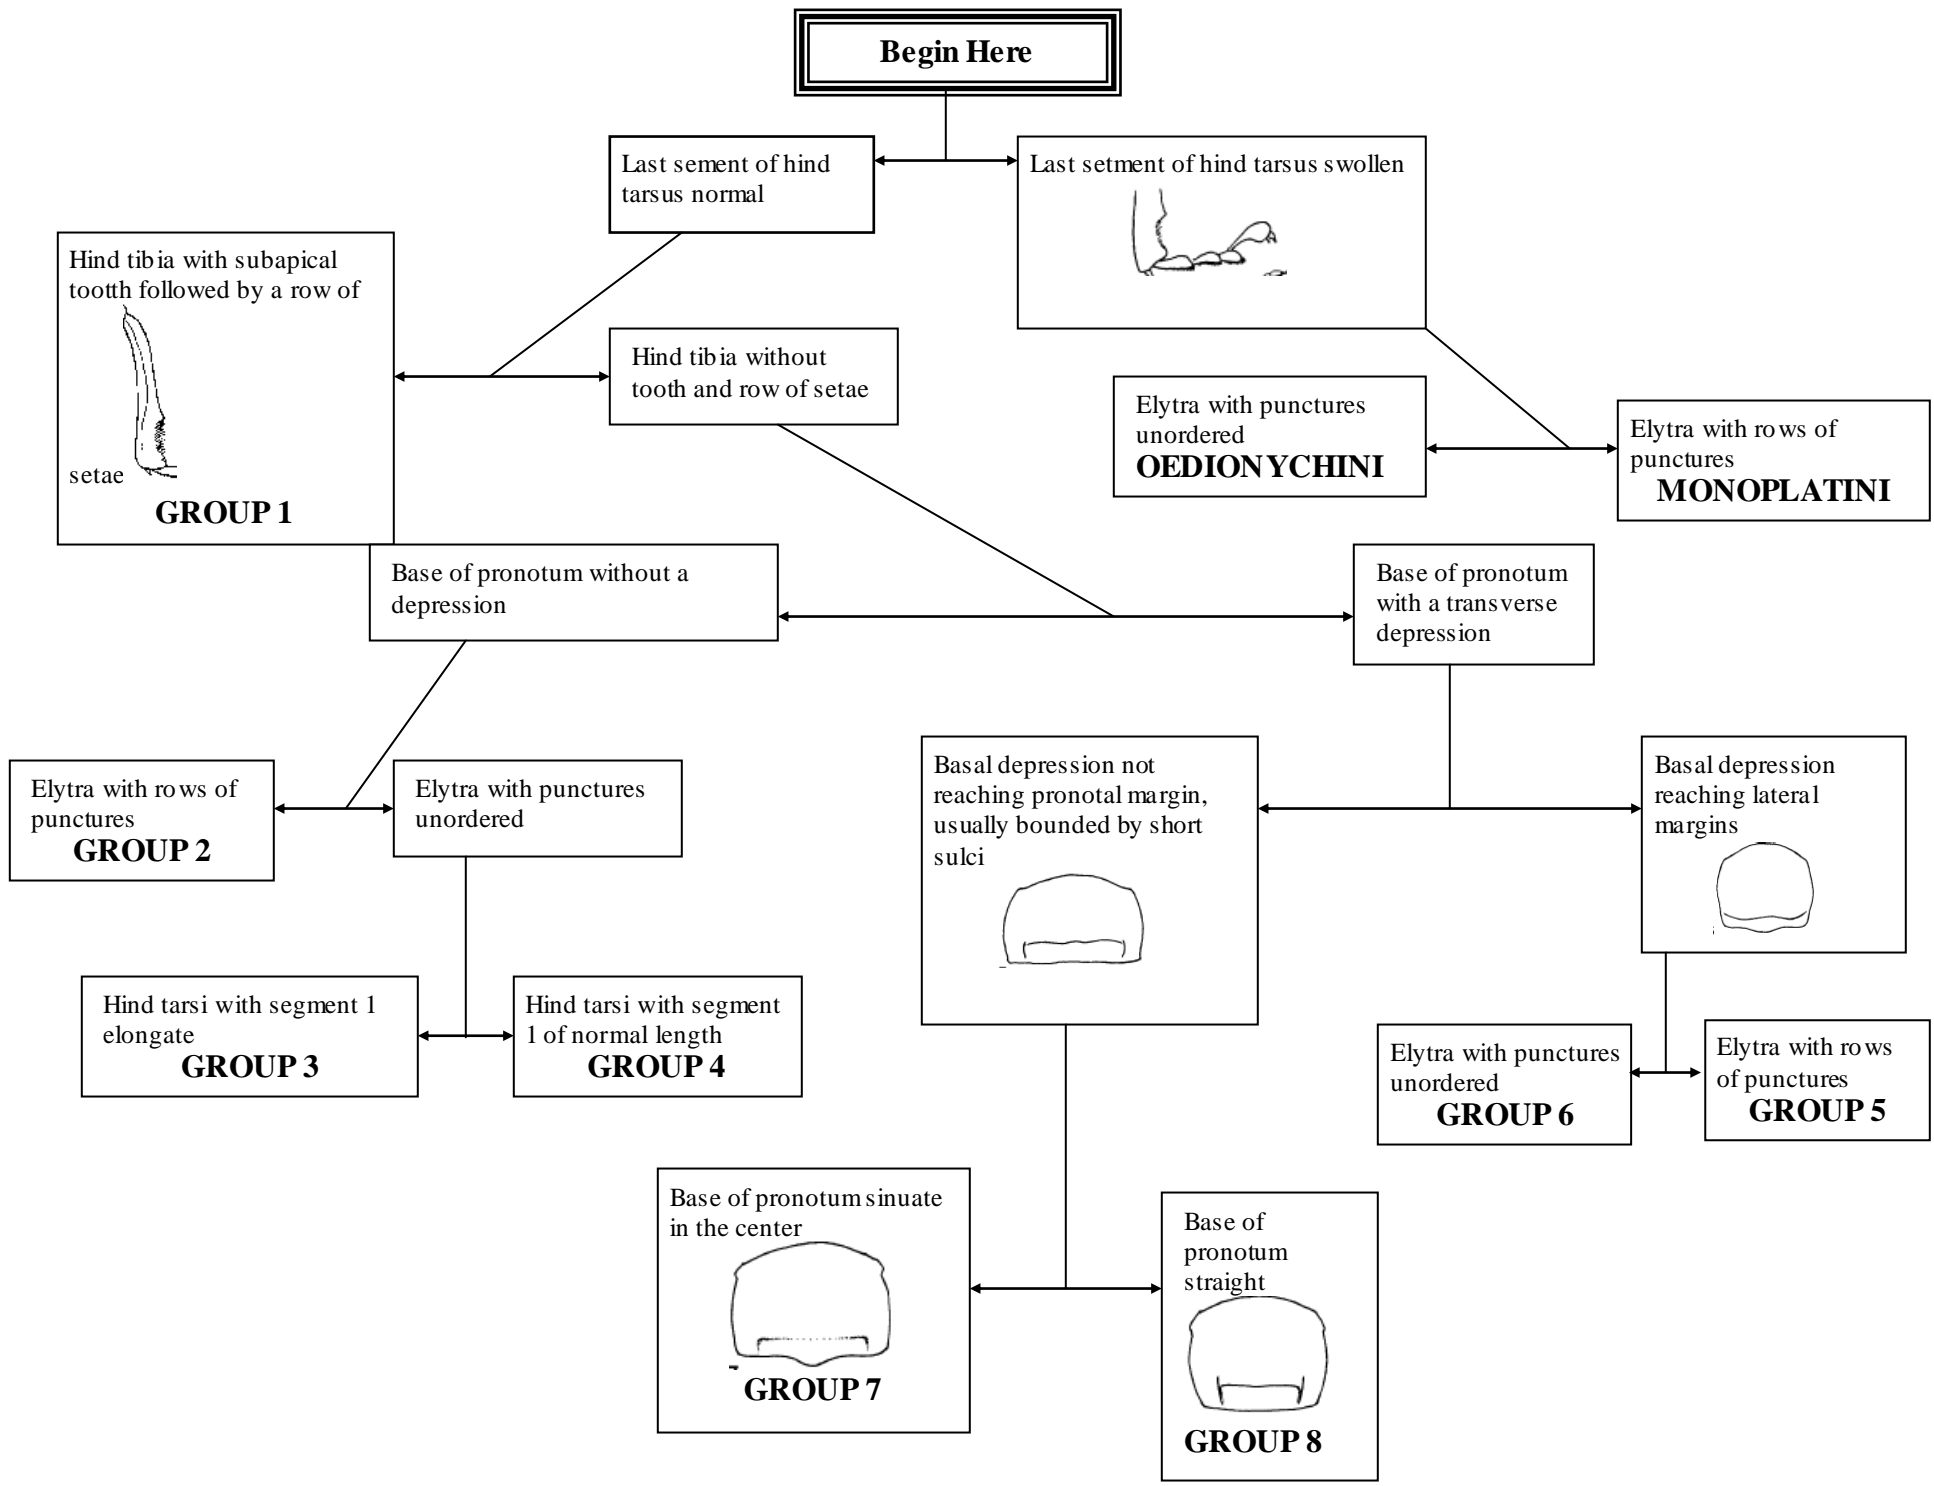 Begin Here
Last sement of hind
tarsus normal
Last setment of hind tarsus swollen
Hind tibia with subapical
tootth followed by a row of
setae
GROUP 1
Hind tibia without
tooth and row of setae
Elytra with punctures
unordered
OEDIONYCHINI
Elytra with rows of
punctures
MONOPLATINI
Base of pronotum without a
depression
Base of pronotum
with a transverse
depression
Elytra with rows of
punctures
GROUP 2
Elytra with punctures
unordered
Basal depression not
reaching pronotal margin,
usually bounded by short
sulci
Basal depression
reaching lateral
margins
Hind tarsi with segment 1
elongate
GROUP 3
Hind tarsi with segment
1 of normal length
GROUP 4
Elytra with punctures
unordered
GROUP 6
Elytra with rows
of punctures
GROUP 5
Base of pronotum sinuate
in the center
GROUP 7
Base of
pronotum
straight
GROUP 8